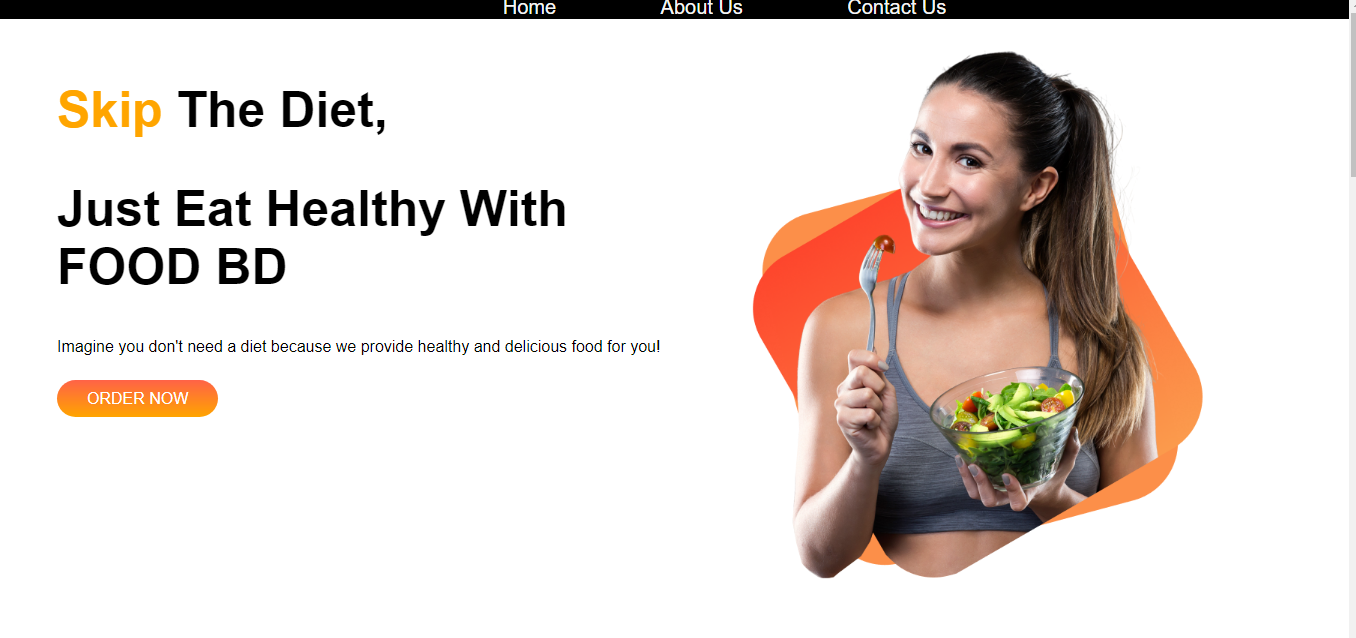 Home About Us Contact Us
Skip The Diet,
Just Eat Healthy With
FOOD BD
Imagine you don't need a diet because we provide healthy and delicious food for you!
ORDER NOW